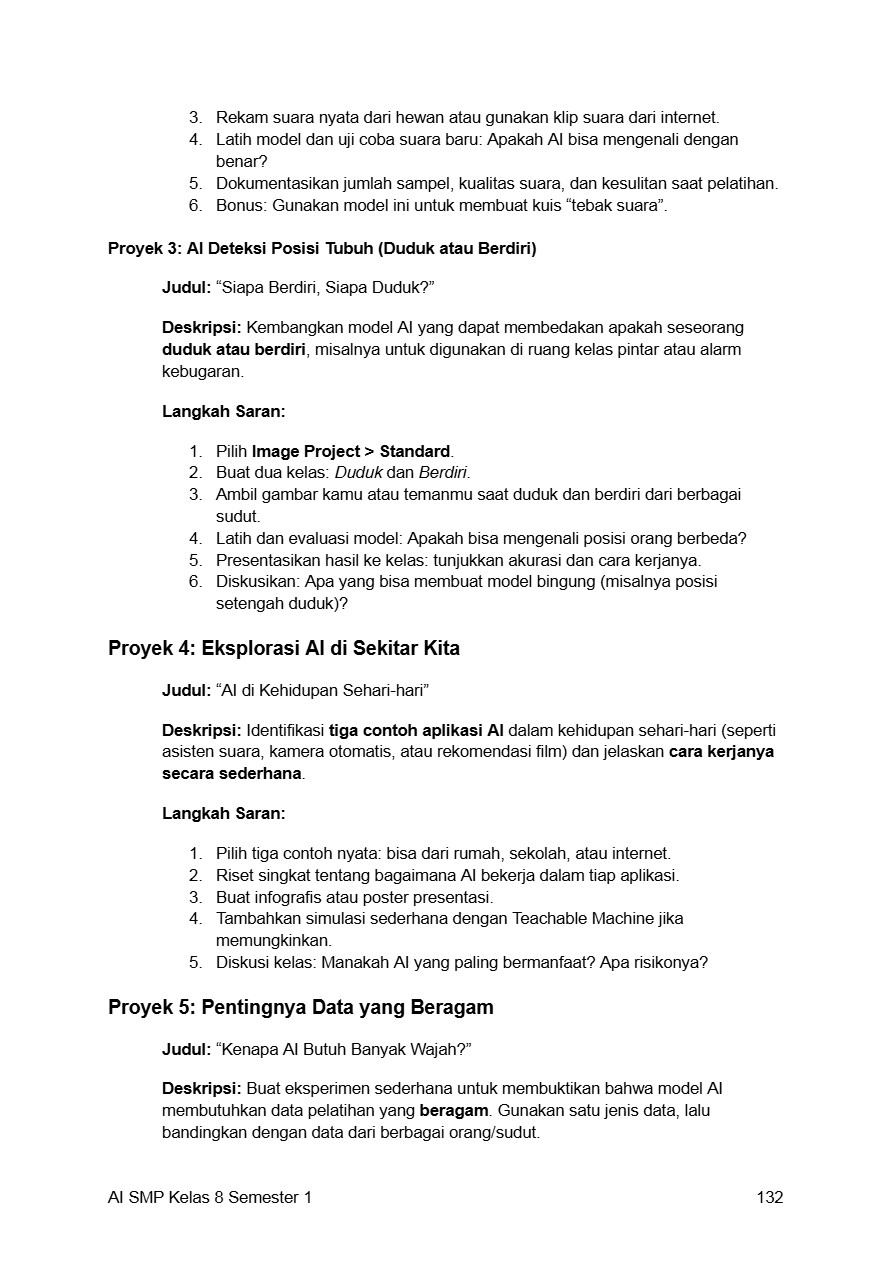 3. Rekam suara nyata dari hewan atau gunakan klip suara dari internet.
4. Latih model dan uji coba suara baru: Apakah AI bisa mengenali dengan
benar?
5. Dokumentasikan jumlah sampel, kualitas suara, dan kesulitan saat pelatihan.
6. Bonus: Gunakan model ini untuk membuat kuis “tebak suara”.
Proyek 3: AI Deteksi Posisi Tubuh (Duduk atau Berdiri)
Judul: “Siapa Berdiri, Siapa Duduk?”
Deskripsi: Kembangkan model AI yang dapat membedakan apakah seseorang
duduk atau berdiri, misalnya untuk digunakan di ruang kelas pintar atau alarm
kebugaran.
Langkah Saran:
1. Pilih Image Project > Standard.
2. Buat dua kelas: Duduk dan Berdiri.
3. Ambil gambar kamu atau temanmu saat duduk dan berdiri dari berbagai
sudut.
4. Latih dan evaluasi model: Apakah bisa mengenali posisi orang berbeda?
5. Presentasikan hasil ke kelas: tunjukkan akurasi dan cara kerjanya.
6. Diskusikan: Apa yang bisa membuat model bingung (misalnya posisi
setengah duduk)?
Proyek 4: Eksplorasi AI di Sekitar Kita
Judul: “AI di Kehidupan Sehari-hari”
Deskripsi: Identifikasi tiga contoh aplikasi AI dalam kehidupan sehari-hari (seperti
asisten suara, kamera otomatis, atau rekomendasi film) dan jelaskan cara kerjanya
secara sederhana.
Langkah Saran:
1. Pilih tiga contoh nyata: bisa dari rumah, sekolah, atau internet.
2. Riset singkat tentang bagaimana AI bekerja dalam tiap aplikasi.
3. Buat infografis atau poster presentasi.
4. Tambahkan simulasi sederhana dengan Teachable Machine jika
memungkinkan.
5. Diskusi kelas: Manakah AI yang paling bermanfaat? Apa risikonya?
Proyek 5: Pentingnya Data yang Beragam
Judul: “Kenapa AI Butuh Banyak Wajah?”
Deskripsi: Buat eksperimen sederhana untuk membuktikan bahwa model AI
membutuhkan data pelatihan yang beragam. Gunakan satu jenis data, lalu
bandingkan dengan data dari berbagai orang/sudut.
AI SMP Kelas 8 Semester 1 132